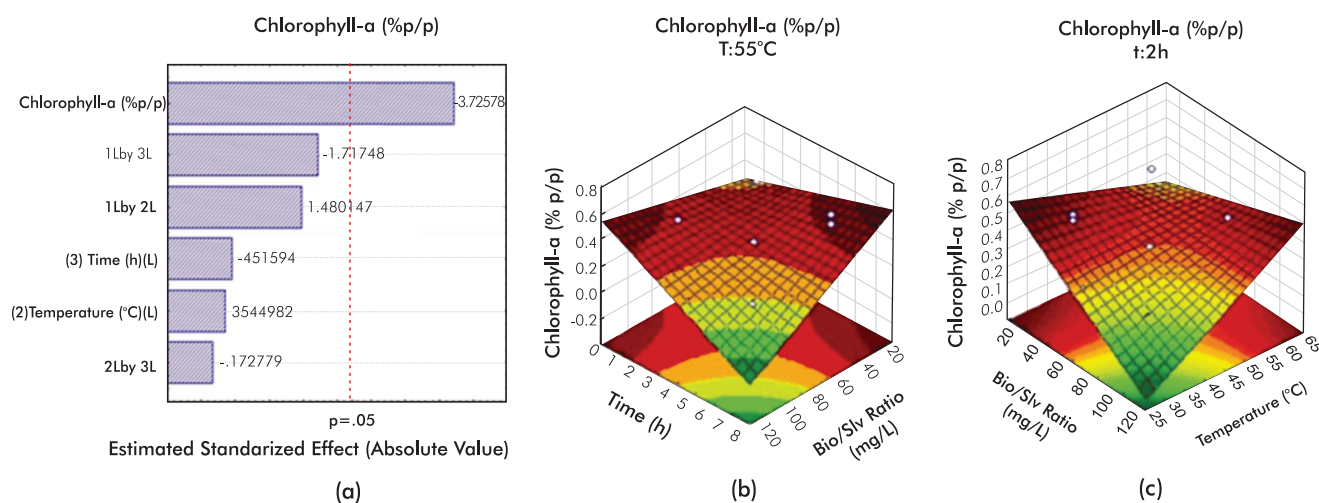 Chlorophyll-a (%p/p)
Chlorophyll-a (%p/p)
-3.72578
1Lby 3L
-1.71748
1Lby 2L
1.480147
(3) Time (h)(L)
-451594
(2)Temperature (°C)(L)
3544982
2Lby 3L
-.172779
p=.05
Estimated Standarized Effect (Absolute Value)
(a)
Chlorophyll-a (%p/p)
T:55°C
Chlorophyll-a (% p/p)
0.8
0.6
0.4
0.2
0.0
-0.2
0
1
2
3
4
5
6
7
8
Time (h)
120
100
80
60
40
20
Bio/Slv Ratio
(mg/L)
(b)
Chlorophyll-a (%p/p)
t:2h
Chlorophyll-a (% p/p)
0.8
0.7
0.6
0.5
0.4
0.3
0.2
0.1
0.0
20
40
60
80
100
120
Bio/Slv Ratio
(mg/L)
25
30
35
40
45
50
55
60
65
Temperature (°C)
(c)